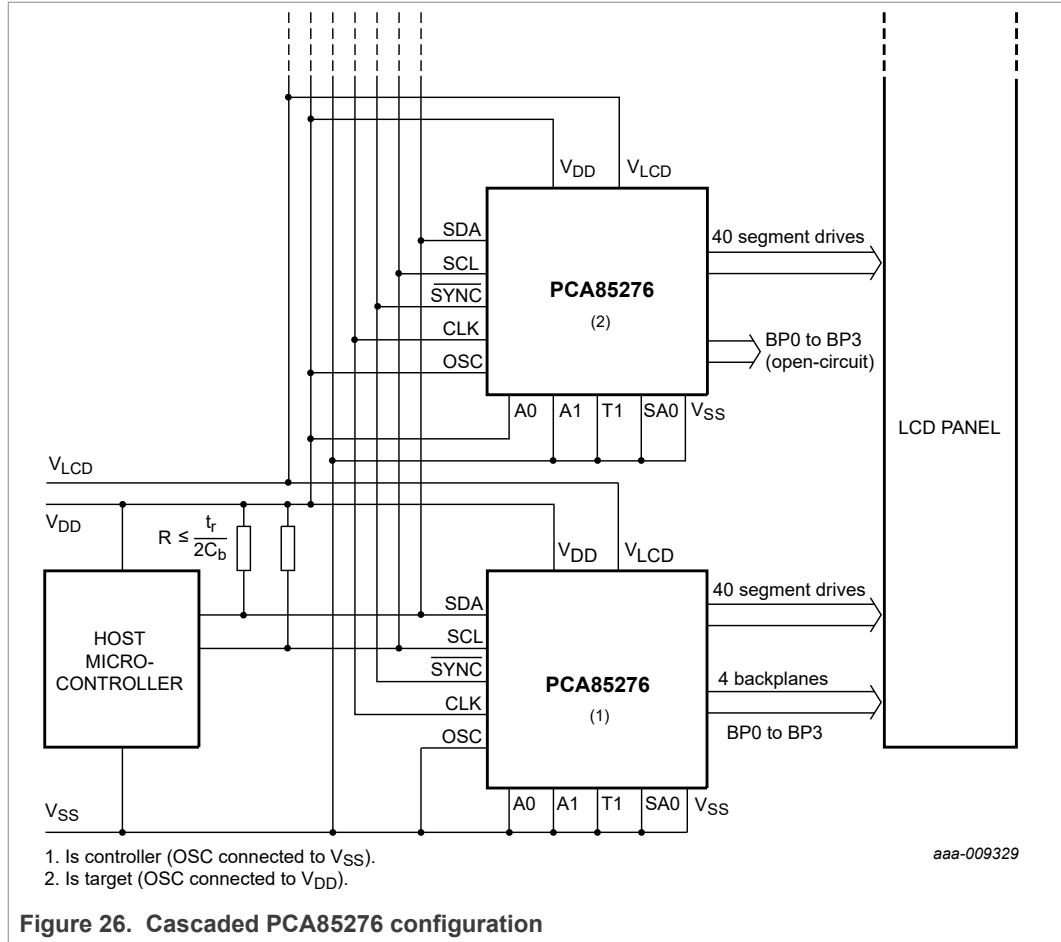 VDD
VLCD
SDA
SCL
SYNC
CLK
OSC
PCA85276
(2)
40 segment drives
BP0 to BP3
(open-circuit)
A0
A1
T1
SA0
VSS
LCD PANEL
VLCD
VDD
R ≤ tr
2Cb
VDD
VLCD
HOST
MICRO-
CONTROLLER
SDA
SCL
SYNC
CLK
OSC
PCA85276
(1)
40 segment drives
4 backplanes
BP0 to BP3
A0
A1
T1
SA0
VSS
VSS
1. Is controller (OSC connected to VSS).
2. Is target (OSC connected to VDD).
aaa-009329
Figure 26. Cascaded PCA85276 configuration